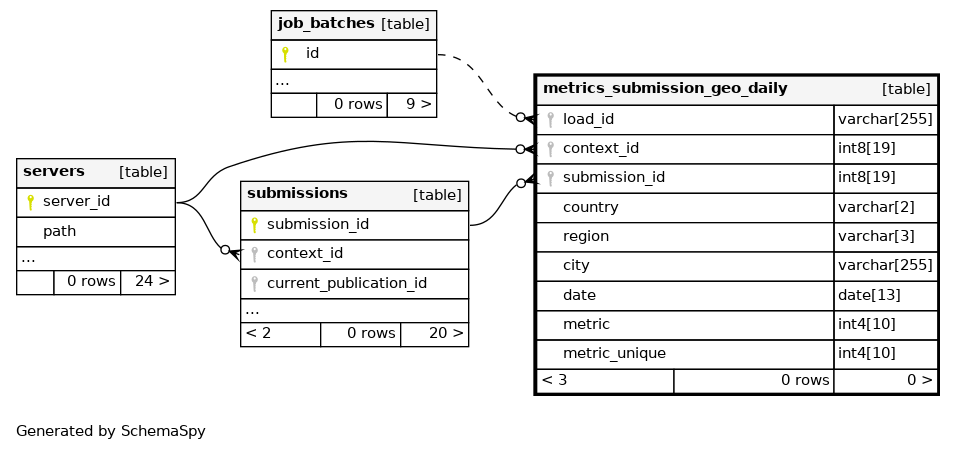 job_batches [table]
id
...
0 rows 9 >
metrics_submission_geo_daily [table]
load_id varchar[255]
context_id int8[19]
submission_id int8[19]
country varchar[2]
region varchar[3]
city varchar[255]
date date[13]
metric int4[10]
metric_unique int4[10]
< 3 0 rows 0 >
servers [table]
server_id
path
...
0 rows 24 >
submissions [table]
submission_id
context_id
current_publication_id
...
< 2 0 rows 20 >
Generated by SchemaSpy